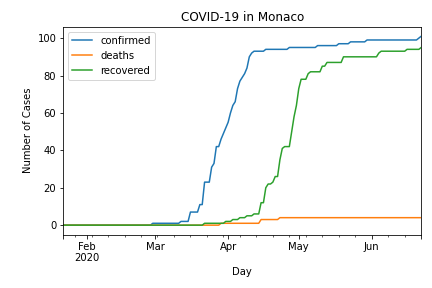 COVID-19 in Monaco
confirmed
deaths
recovered
Number of Cases
100
80
60
40
20
0
Feb Mar Apr May Jun
2020
Day